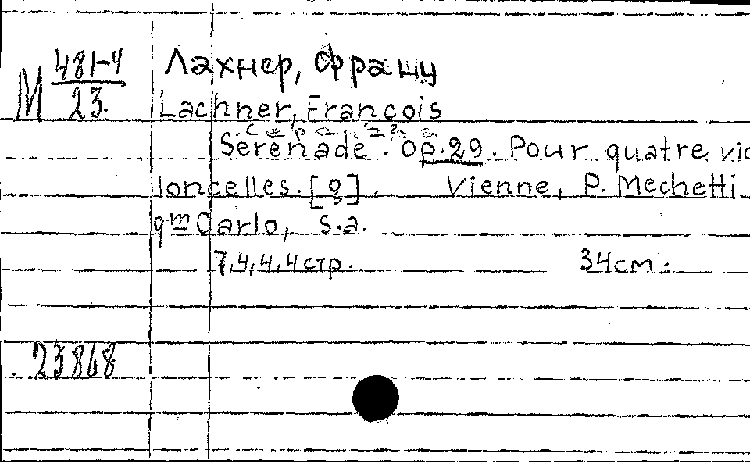 М 481-4
23.
Лахнер, Франц
Lachner, François
Serenade. Op. 29. Pour quatre vio
loncelles. [g]. Vienne, P. Mechetti
qm Carlo, s.a.
7,4,4,4 стр. 34 см.
23868